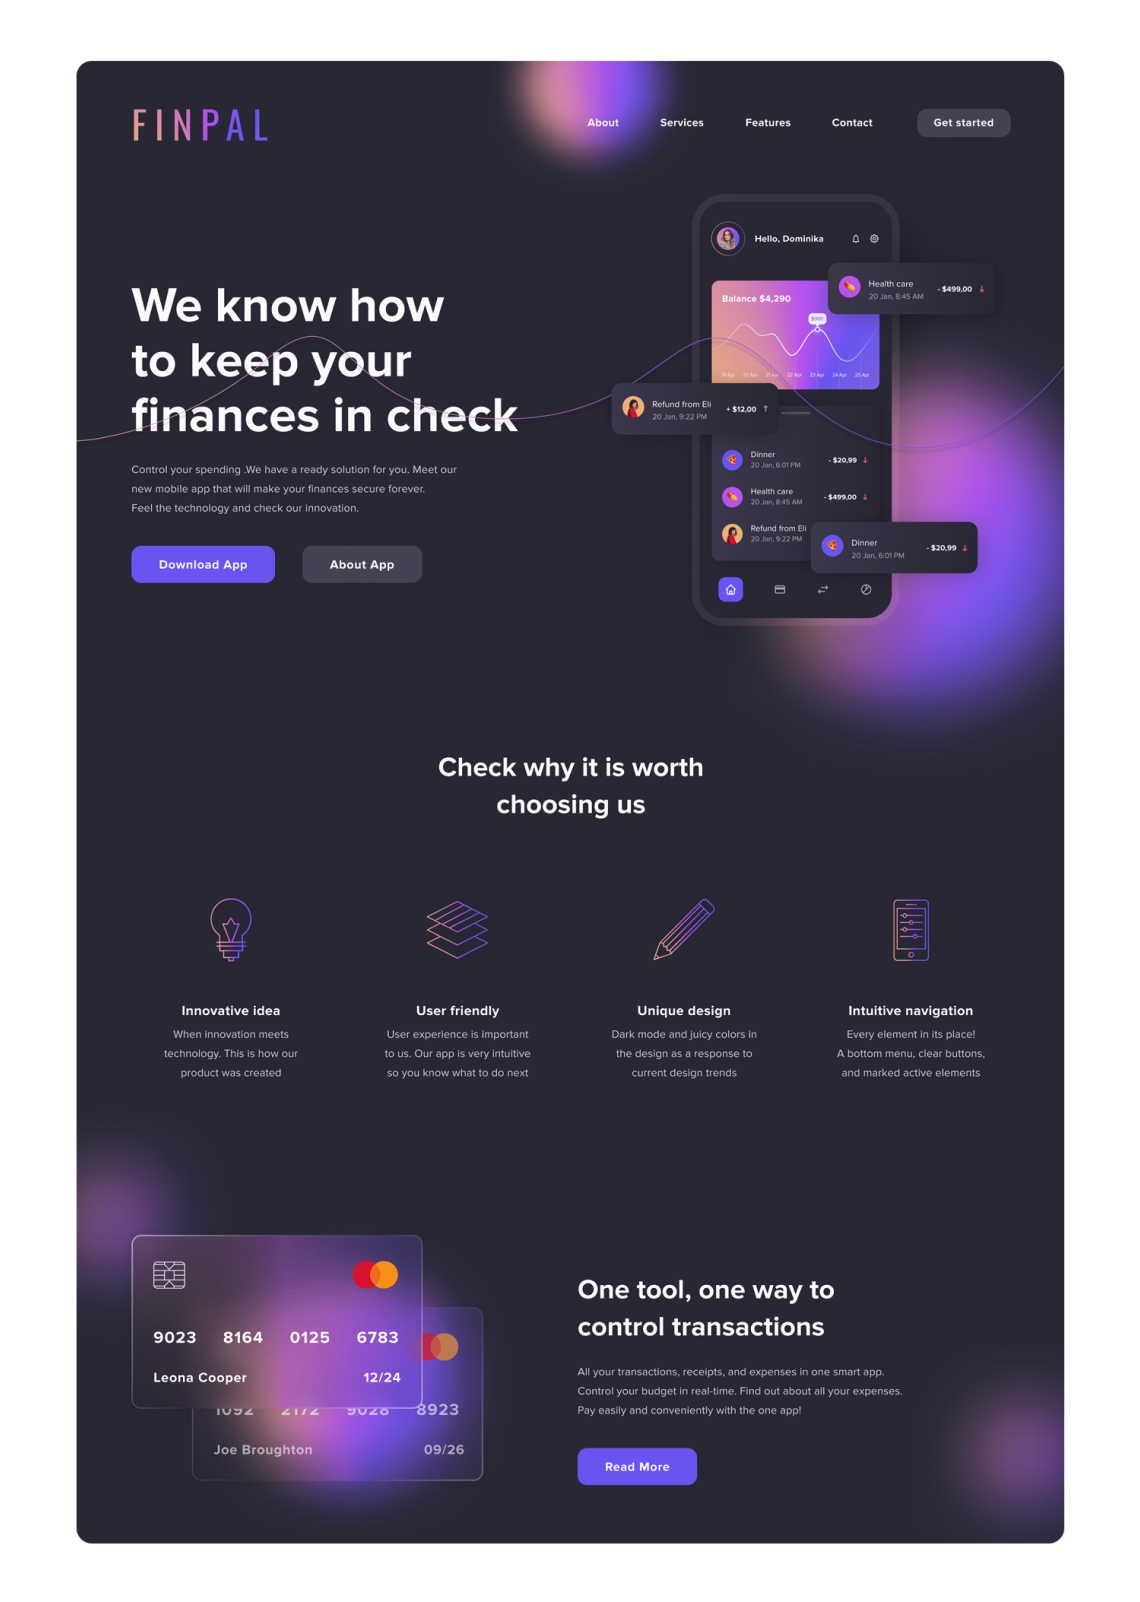 FINPAL
About
Services
Features
Contact
Get started
We know how
to keep your
finances in check
Control your spending .We have a ready solution for you. Meet our
new mobile app that will make your finances secure forever.
Feel the technology and check our innovation.
Download App
About App
Hello, Dominika
Balance $4,290
$900
19 Apr 20 Apr 21 Apr 22 Apr 23 Apr 24 Apr 25 Apr
Health care
20 Jan, 8:45 AM
- $499,00
Refund from Eli
20 Jan, 9:22 PM
+ $12,00
Dinner
20 Jan, 6:01 PM
- $20,99
Health care
20 Jan, 8:45 AM
- $499,00
Refund from Eli
20 Jan, 9:22 PM
Dinner
20 Jan, 6:01 PM
- $20,99
Check why it is worth
choosing us
Innovative idea
When innovation meets
technology. This is how our
product was created
User friendly
User experience is important
to us. Our app is very intuitive
so you know what to do next
Unique design
Dark mode and juicy colors in
the design as a response to
current design trends
Intuitive navigation
Every element in its place!
A bottom menu, clear buttons,
and marked active elements
9023 8164 0125 6783
Leona Cooper 12/24
1092 2172 9028 8923
Joe Broughton 09/26
One tool, one way to
control transactions
All your transactions, receipts, and expenses in one smart app.
Control your budget in real-time. Find out about all your expenses.
Pay easily and conveniently with the one app!
Read More